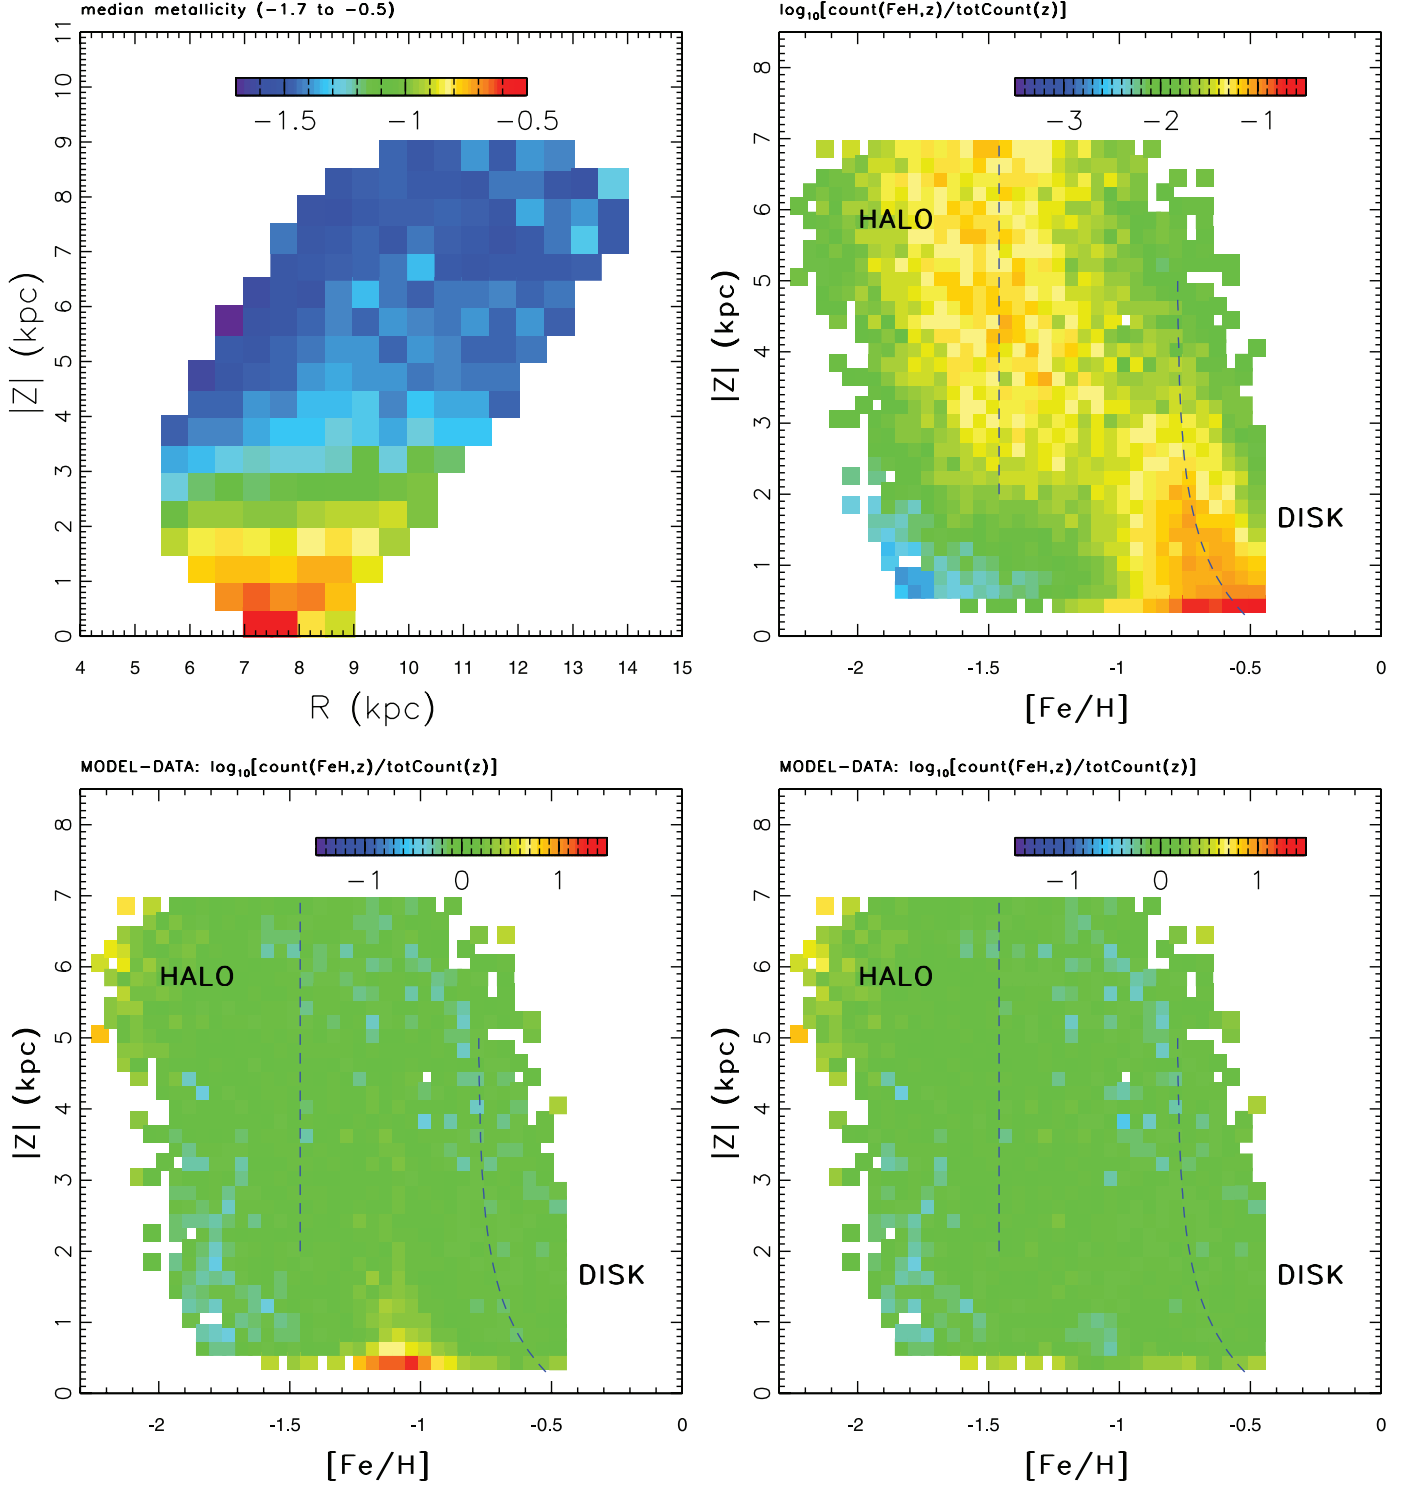 median metallicity (−1.7 to −0.5)
11
10
9
8
7
6
5
4
3
2
1
0
−1.5 −1 −0.5
|Z| (kpc)
4 5 6 7 8 9 10 11 12 13 14 15
R (kpc)
log₁₀[count(FeH,z)/totCount(z)]
8
7
6
5
4
3
2
1
0
−3 −2 −1
HALO
DISK
|Z| (kpc)
-2 -1.5 -1 -0.5 0
[Fe/H]
MODEL−DATA: log₁₀[count(FeH,z)/totCount(z)]
8
7
6
5
4
3
2
1
0
−1 0 1
HALO
DISK
|Z| (kpc)
-2 -1.5 -1 -0.5 0
[Fe/H]
MODEL−DATA: log₁₀[count(FeH,z)/totCount(z)]
8
7
6
5
4
3
2
1
0
−1 0 1
HALO
DISK
|Z| (kpc)
-2 -1.5 -1 -0.5 0
[Fe/H]